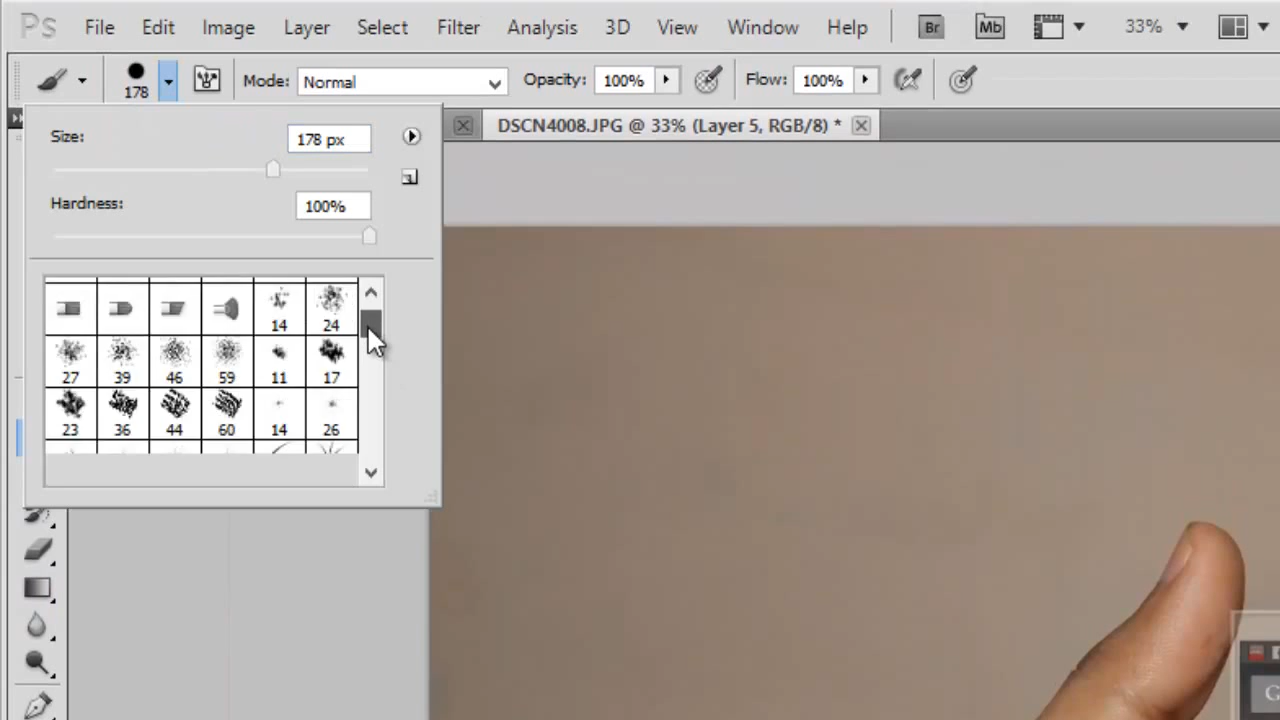 Ps File Edit Image Layer Select Filter Analysis 3D View Window Help Br Mb 33%
178 Mode: Normal Opacity: 100% Flow: 100%
DSCN4008.JPG @ 33% (Layer 5, RGB/8) *
Size: 178 px
Hardness: 100%
14 24
27 39 46 59 11 17
23 36 44 60 14 26
G